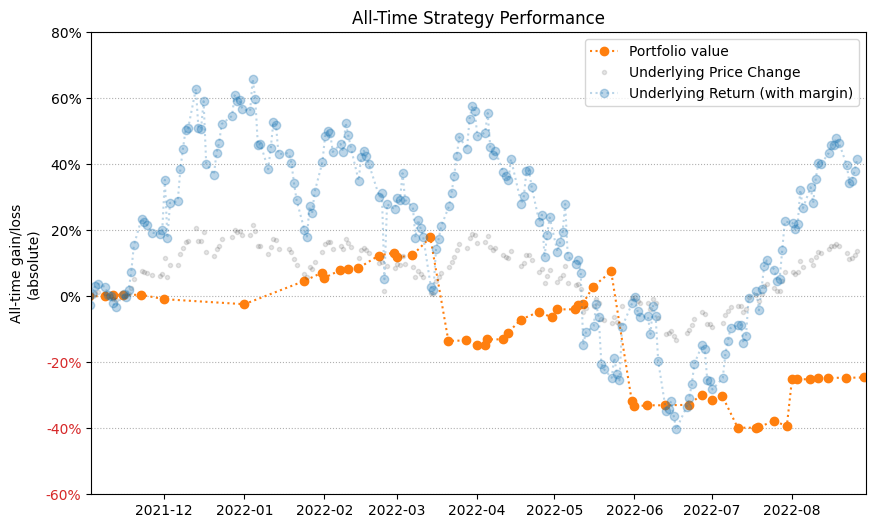 All-Time Strategy Performance
80%
60%
40%
20%
0%
-20%
-40%
-60%
All-time gain/loss
(absolute)
Portfolio value
Underlying Price Change
Underlying Return (with margin)
2021-12
2022-01
2022-02
2022-03
2022-04
2022-05
2022-06
2022-07
2022-08